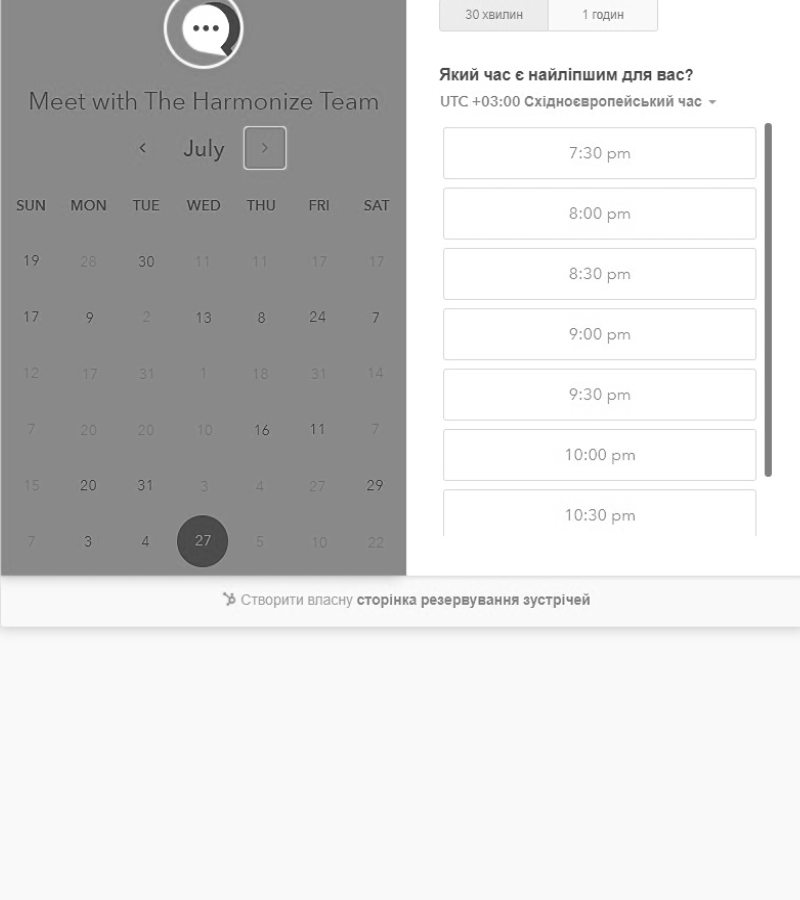 30 хвилин 1 годин
Який час є найліпшим для вас?
UTC +03:00 Східноєвропейський час
Meet with The Harmonize Team
July
SUN MON TUE WED THU FRI SAT
19 28 30 11 11 17 17
17 9 2 13 8 24 7
12 17 31 1 18 31 14
7 20 20 10 16 11 7
15 20 31 3 4 27 29
7 3 4 27 5 10 22
7:30 pm
8:00 pm
8:30 pm
9:00 pm
9:30 pm
10:00 pm
10:30 pm
Створити власну сторінка резервування зустрічей